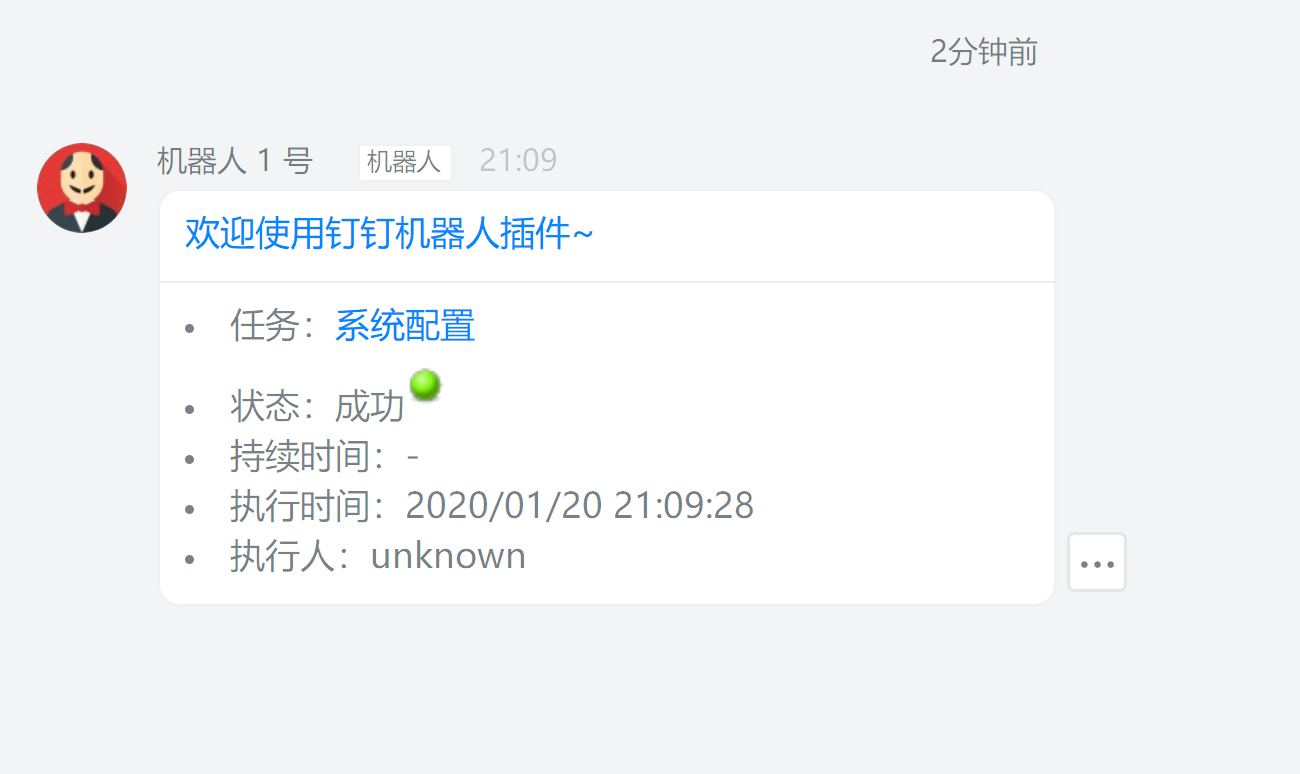 2分钟前
机器人 1 号 机器人 21:09
欢迎使用钉钉机器人插件~
• 任务：系统配置
• 状态：成功
• 持续时间：-
• 执行时间：2020/01/20 21:09:28
• 执行人：unknown